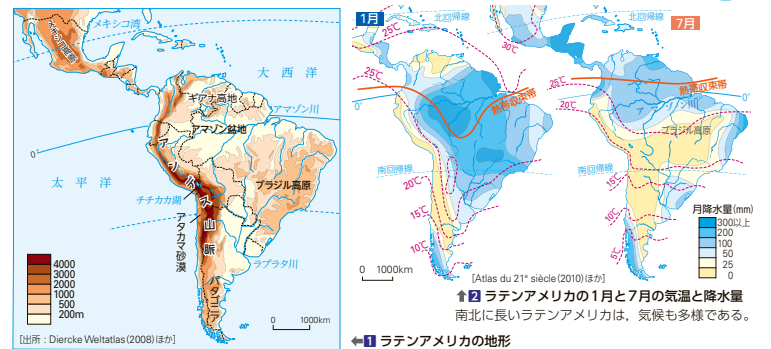 メキシコ湾
メキシコ高原
大西洋
ギアナ高地
アマゾン川
アマゾン盆地
0°
アンデス山脈
太平洋
ブラジル高原
チチカカ湖
アタカマ砂漠
ラプラタ川
パタゴニア
4000
3000
2000
1000
500
200m
0 1000km
[出所：Diercke Weltatlas(2008)ほか]
1月
北回帰線
25℃
30℃
25℃
熱帯収束帯
0°
南回帰線
20℃
15℃
10℃
0 1000km
7月
北回帰線
25℃
熱帯収束帯
20℃
0°
アマゾン川
ブラジル高原
南回帰線
15℃
10℃
5℃
月降水量(mm)
300以上
200
100
50
25
0
[Atlas du 21e siècle(2010)ほか]
↑2 ラテンアメリカの1月と7月の気温と降水量
南北に長いラテンアメリカは，気候も多様である。
←1 ラテンアメリカの地形